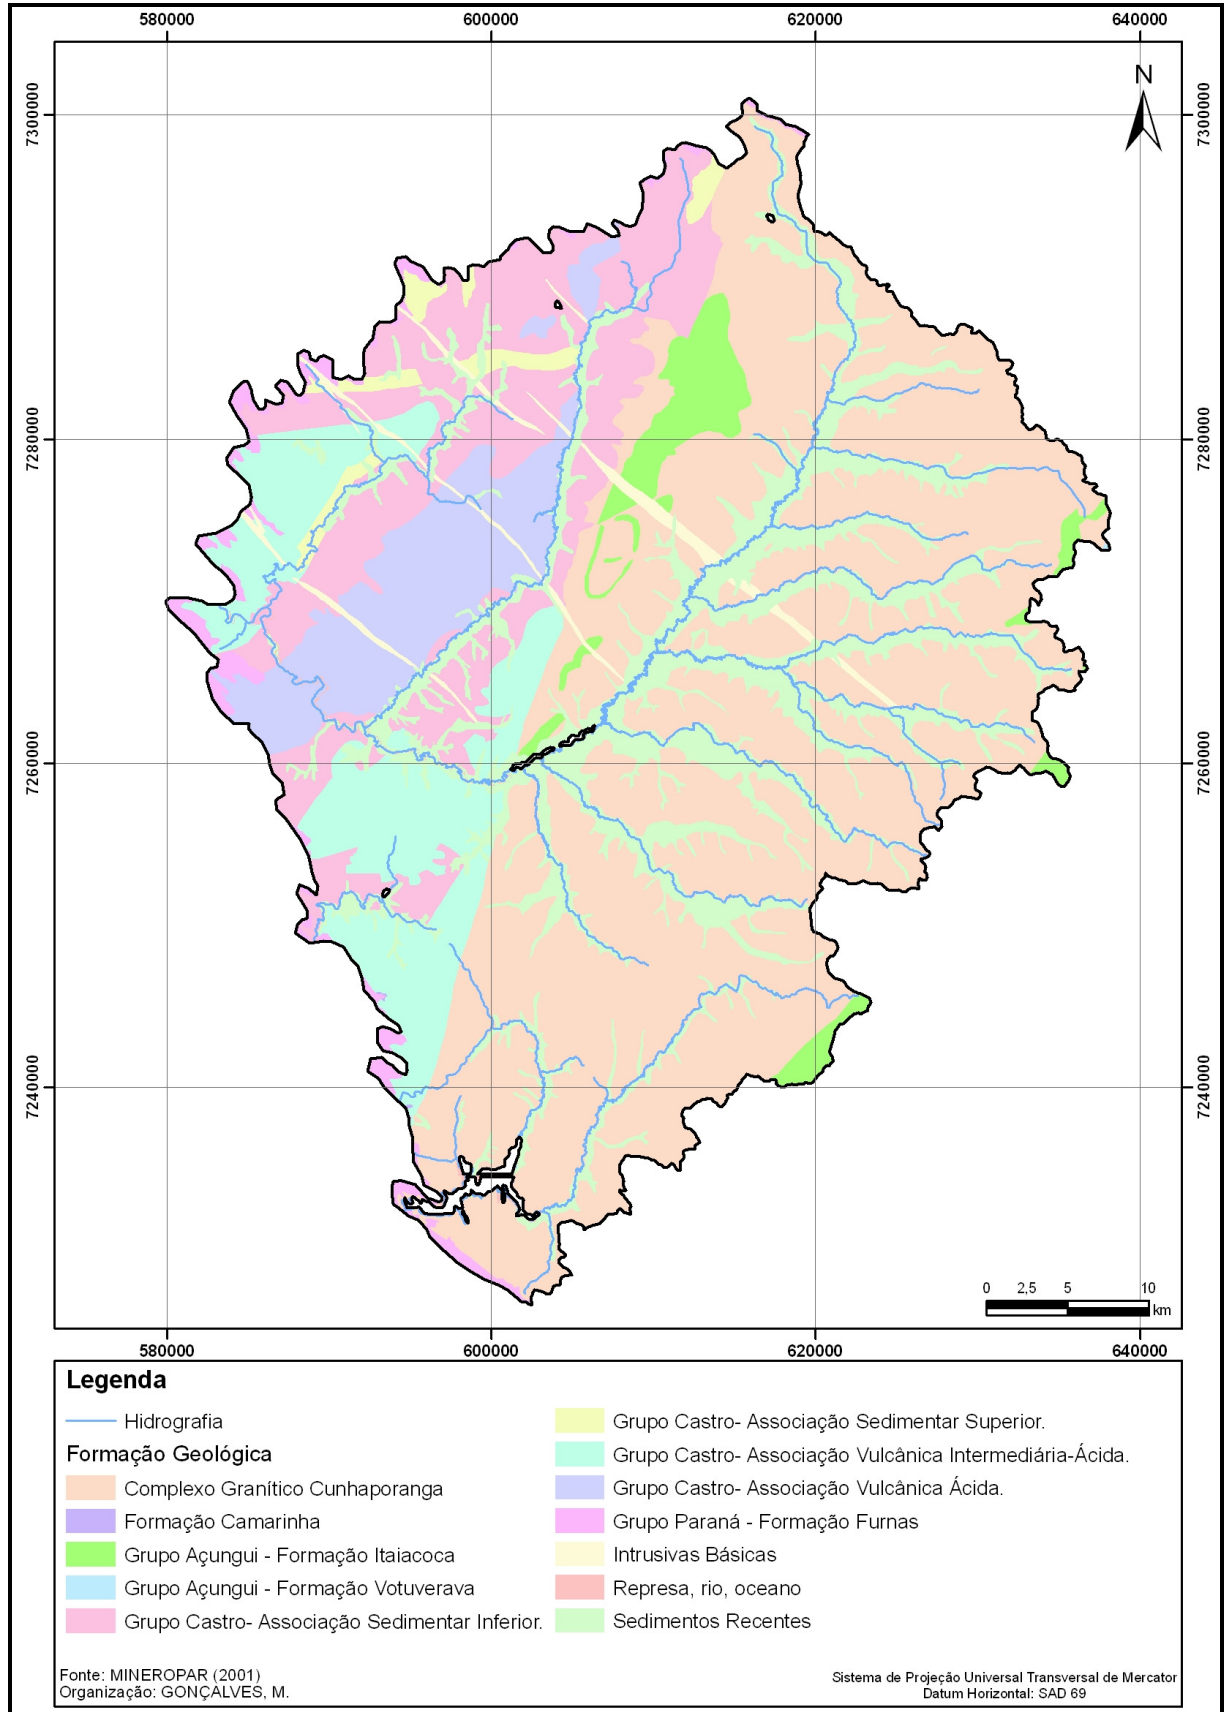 580000 600000 620000 640000
N
7300000 7300000
7280000 7280000
7260000 7260000
7240000 7240000
0 2,5 5 10
km
580000 600000 620000 640000
Legenda
Hidrografia
Formação Geológica
Complexo Granítico Cunhaporanga
Formação Camarinha
Grupo Açungui - Formação Itaiacoca
Grupo Açungui - Formação Votuverava
Grupo Castro- Associação Sedimentar Inferior.
Grupo Castro- Associação Sedimentar Superior.
Grupo Castro- Associação Vulcânica Intermediária-Ácida.
Grupo Castro- Associação Vulcânica Ácida.
Grupo Paraná - Formação Furnas
Intrusivas Básicas
Represa, rio, oceano
Sedimentos Recentes
Fonte: MINEROPAR (2001)
Organização: GONÇALVES, M.
Sistema de Projeção Universal Transversal de Mercator
Datum Horizontal: SAD 69